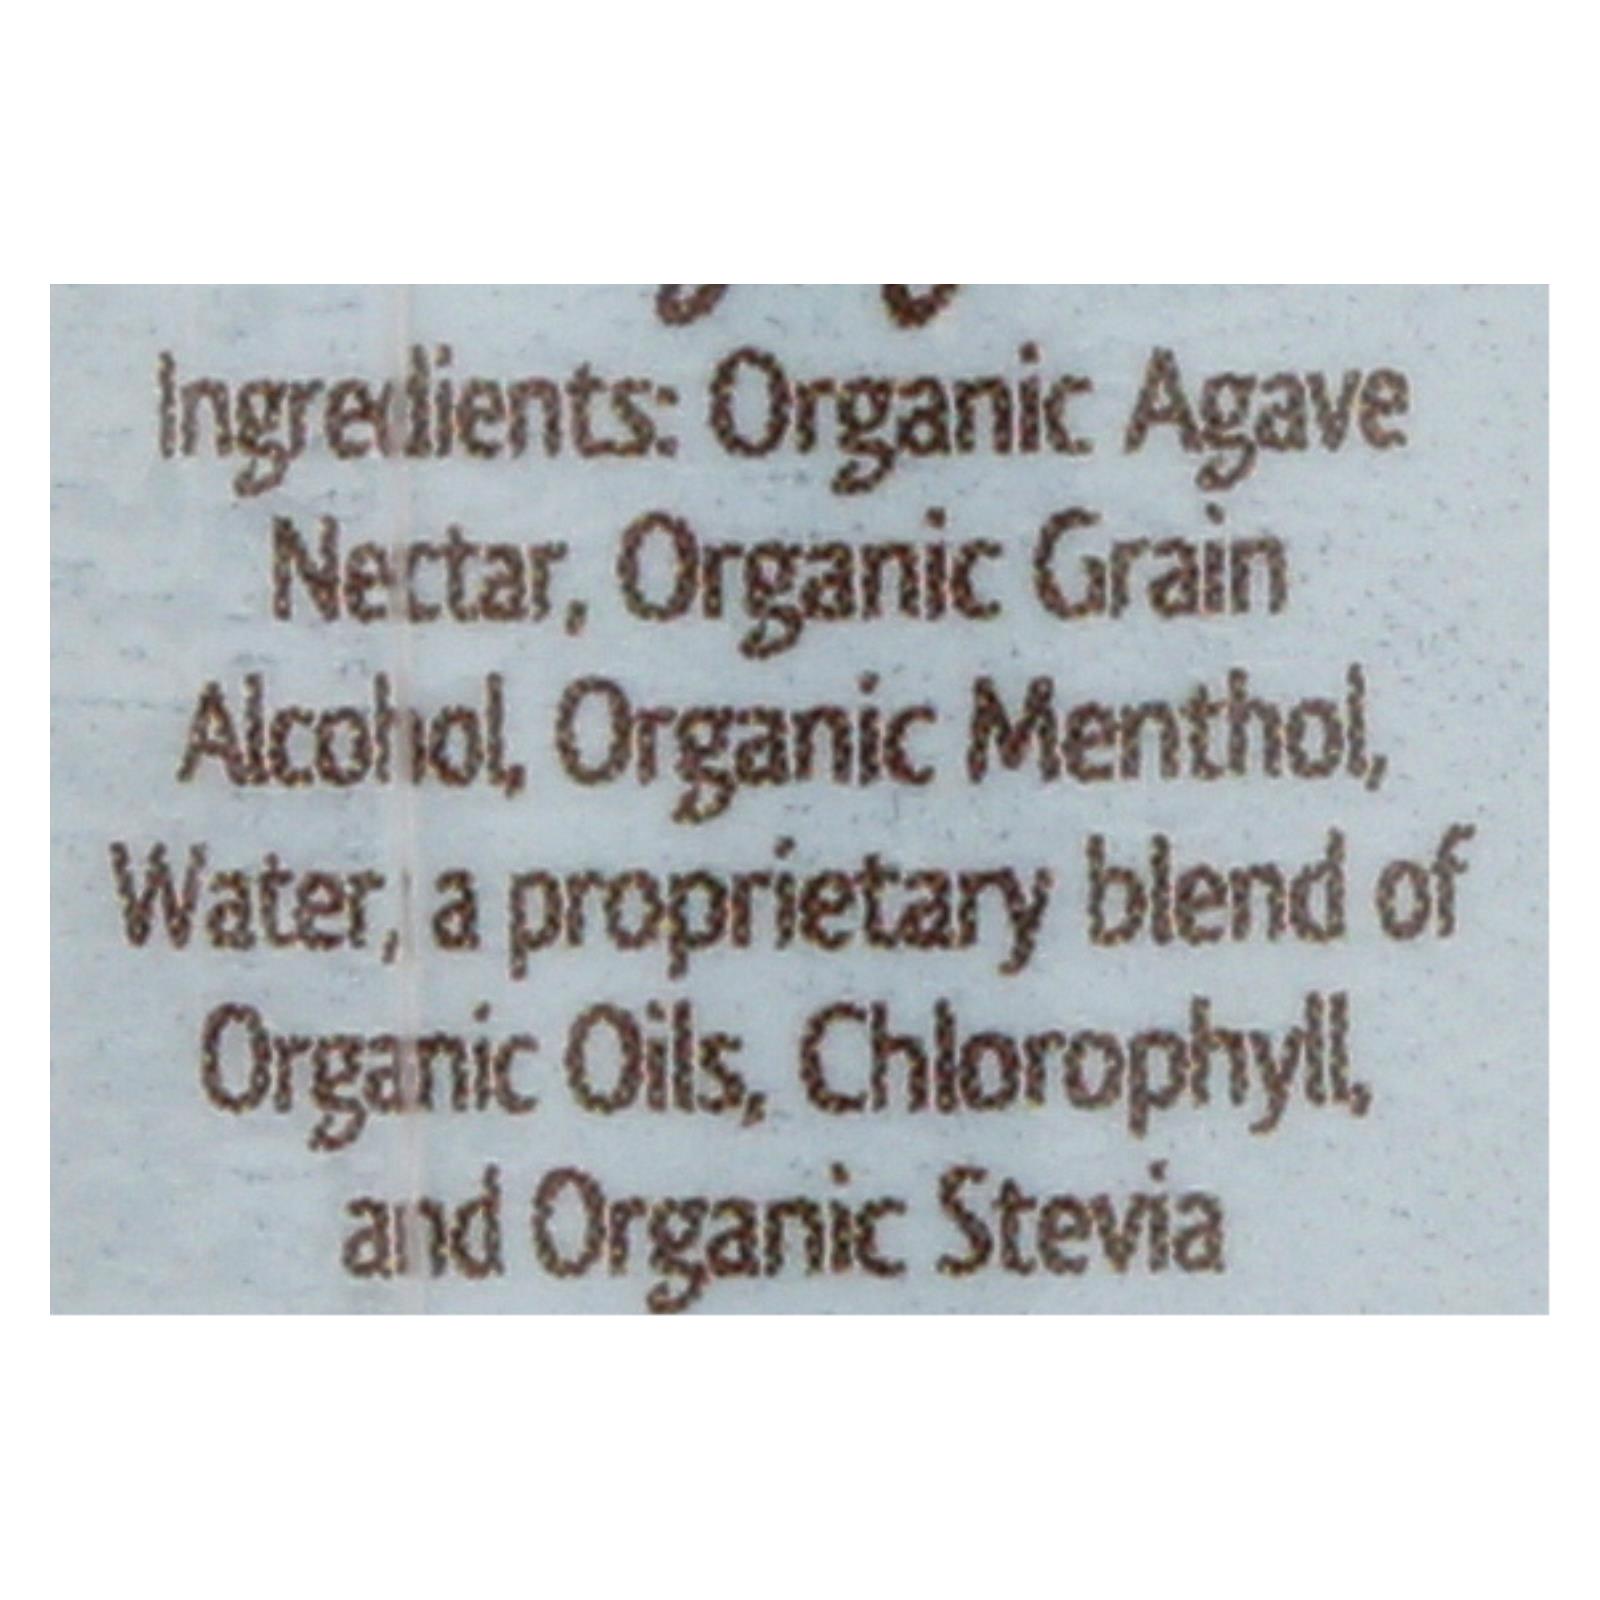 Ingredients: Organic Agave
Nectar, Organic Grain
Alcohol, Organic Menthol,
Water, a proprietary blend of
Organic Oils, Chlorophyll,
and Organic Stevia